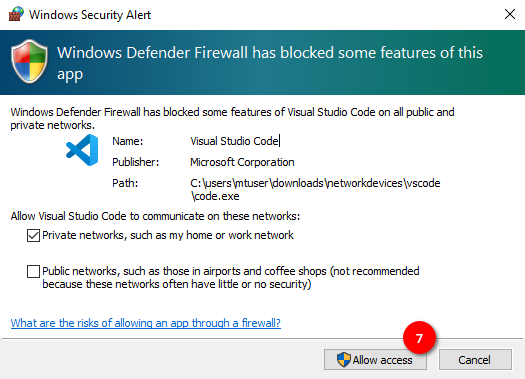 Windows Security Alert
Windows Defender Firewall has blocked some features of this
app
Windows Defender Firewall has blocked some features of Visual Studio Code on all public and
private networks.
Name: Visual Studio Code
Publisher: Microsoft Corporation
Path: C:\users\mtuser\downloads\networkdevices\vscode
\code.exe
Allow Visual Studio Code to communicate on these networks:
Private networks, such as my home or work network
Public networks, such as those in airports and coffee shops (not recommended
because these networks often have little or no security)
What are the risks of allowing an app through a firewall?
7
Allow access Cancel